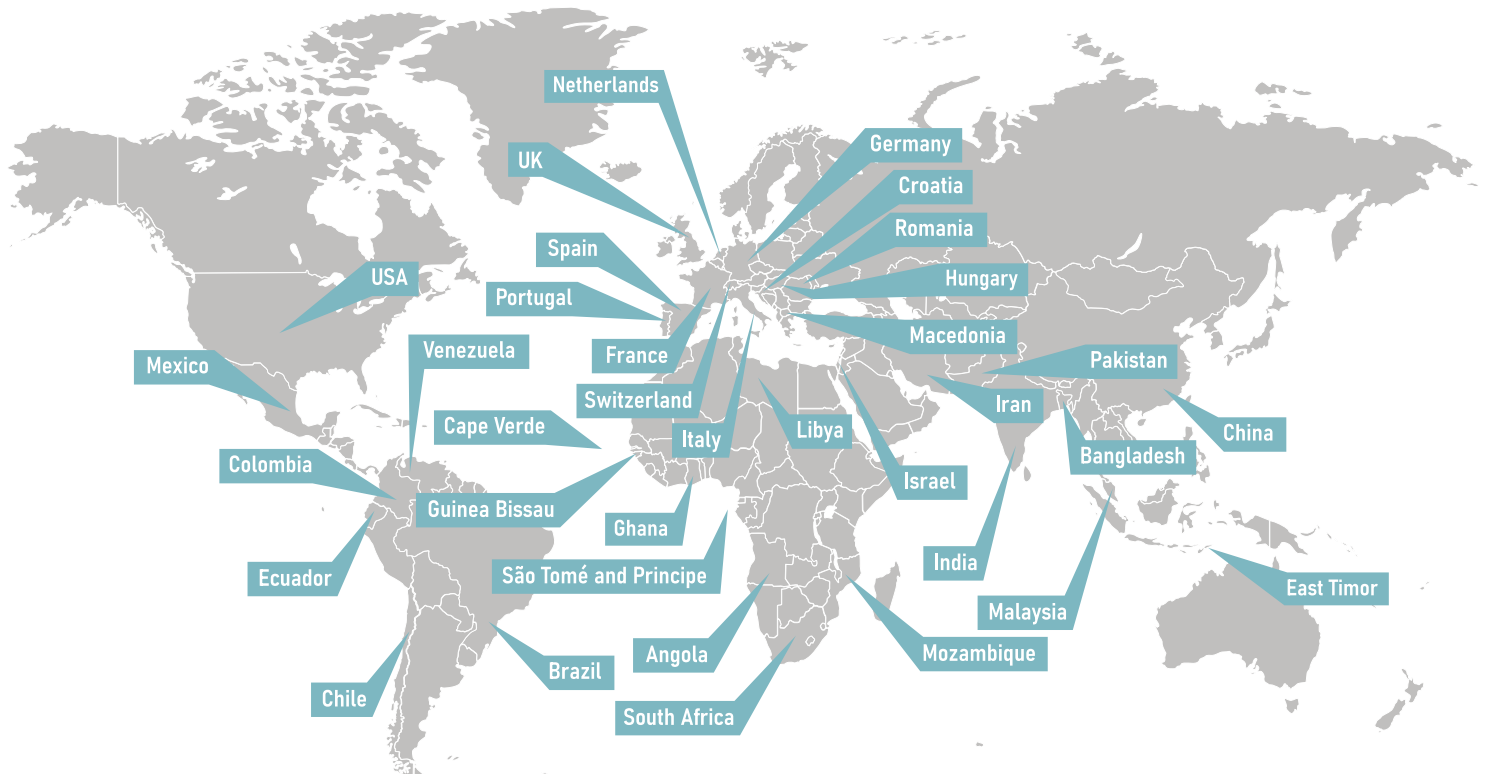 Netherlands
Germany
UK
Croatia
Romania
Spain
USA
Hungary
Portugal
Macedonia
Venezuela
France
Pakistan
Mexico
Switzerland
Iran
Cape Verde
Libya
China
Italy
Bangladesh
Colombia
Israel
Guinea Bissau
Ghana
India
São Tomé and Principe
Ecuador
East Timor
Malaysia
Angola
Mozambique
Brazil
Chile
South Africa